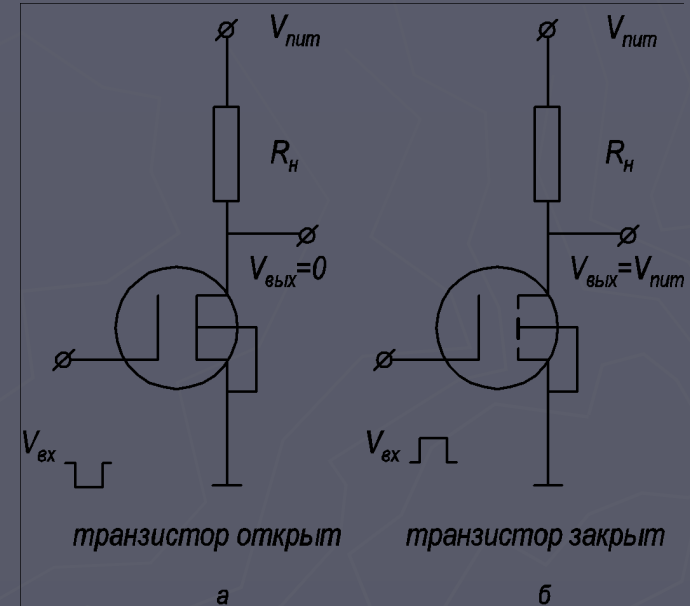 Vпит
Vпит
Rн
Rн
Vвых=0
Vвых=Vпит
Vвх
Vвх
транзистор открыт
транзистор закрыт
а
б